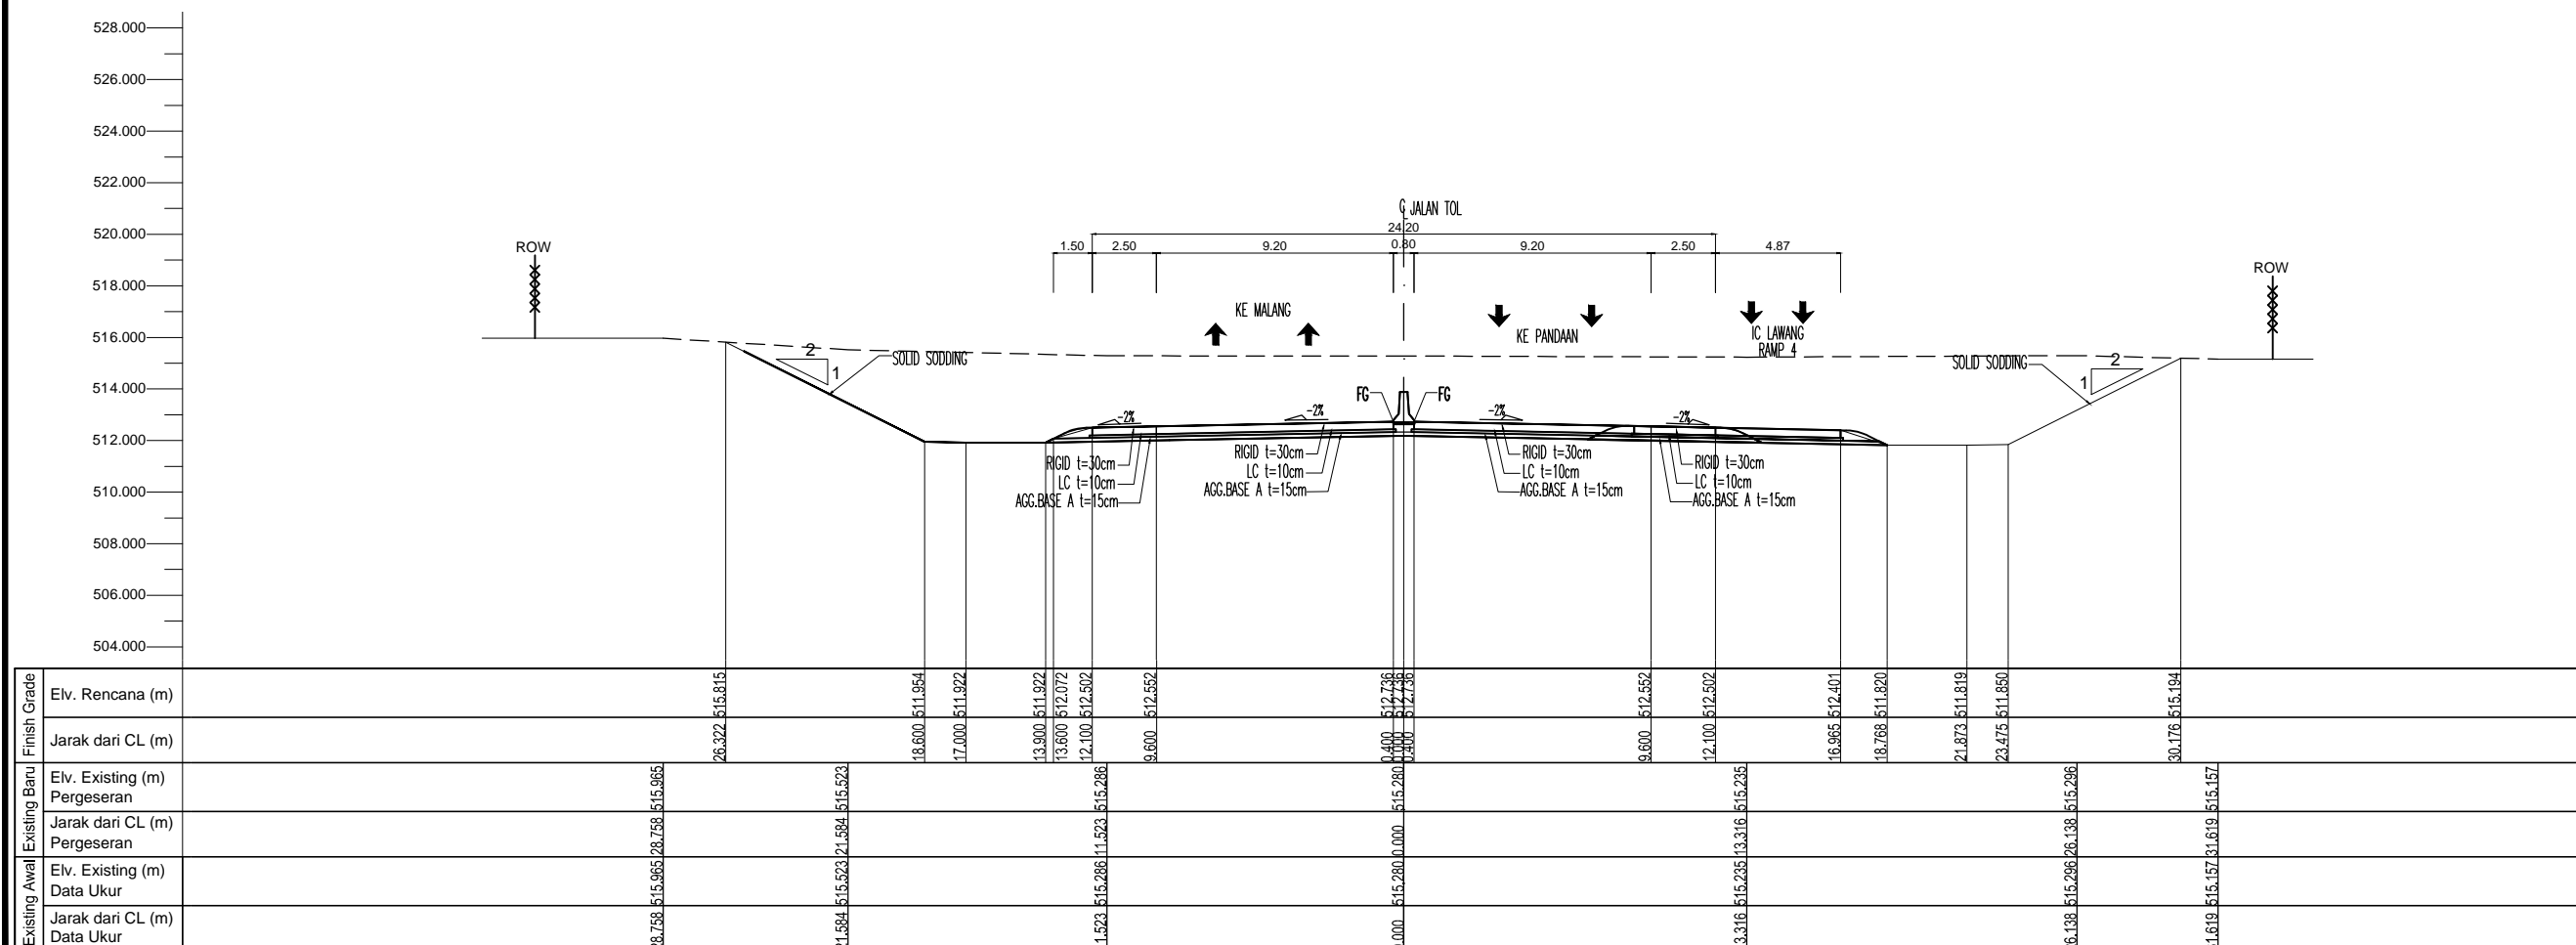 528.000
526.000
524.000
522.000
520.000
518.000
516.000
514.000
512.000
510.000
508.000
506.000
504.000
JALAN TOL
24.20
1.50 2.50 9.20 0.80 9.20 2.50 4.87
ROW
ROW
KE MALANG
KE PANDAAN
IC LAWANG
RAMP 4
2
1
SOLID SODDING
SOLID SODDING
2
1
FG
FG
-2%
-2%
-2%
-2%
RIGID t=30cm
LC t=10cm
AGG.BASE A t=15cm
RIGID t=30cm
LC t=10cm
AGG.BASE A t=15cm
RIGID t=30cm
LC t=10cm
AGG.BASE A t=15cm
RIGID t=30cm
LC t=10cm
AGG.BASE A t=15cm
Finish Grade
Elv. Rencana (m)
515.815 511.954 511.922 511.922 512.072 512.502 512.552 512.736 512.736 512.736 512.552 512.502 512.401 511.820 511.819 511.850 515.194
Jarak dari CL (m)
26.322 18.600 17.000 13.900 13.600 12.100 9.600 0.400 0.000 0.400 9.600 12.100 16.965 18.768 21.873 23.475 30.176
Existing Baru
Elv. Existing (m)
Pergeseran
515.965 515.523 515.286 515.280 515.235 515.296 515.157
Jarak dari CL (m)
Pergeseran
28.758 21.584 11.523 0.000 13.316 26.138 31.619
Existing Awal
Elv. Existing (m)
Data Ukur
515.965 515.523 515.286 515.280 515.235 515.296 515.157
Jarak dari CL (m)
Data Ukur